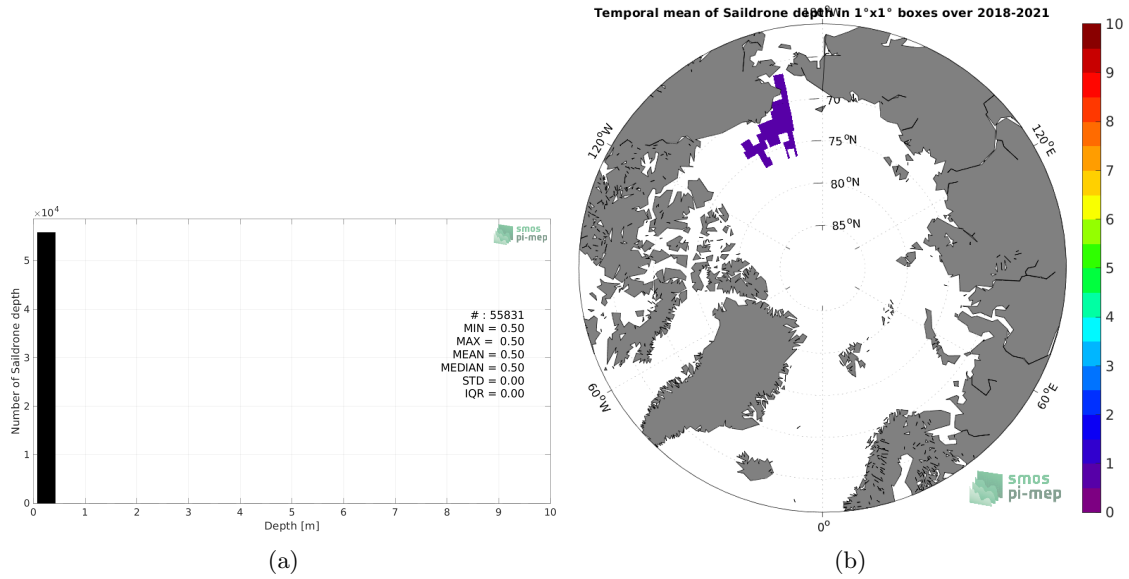 Temporal mean of Saildrone depth in 1°x1° boxes over 2018-2021
180°W
10
9
8
7
6
5
4
3
2
1
0
120°W
120°E
70°N
75°N
80°N
85°N
60°W
60°E
0°
smos
pi-mep
×10⁴
5
4
3
2
1
0
Number of Saildrone depth
smos
pi-mep
# : 55831
MIN = 0.50
MAX = 0.50
MEAN = 0.50
MEDIAN = 0.50
STD = 0.00
IQR = 0.00
0 1 2 3 4 5 6 7 8 9 10
Depth [m]
(a)
(b)